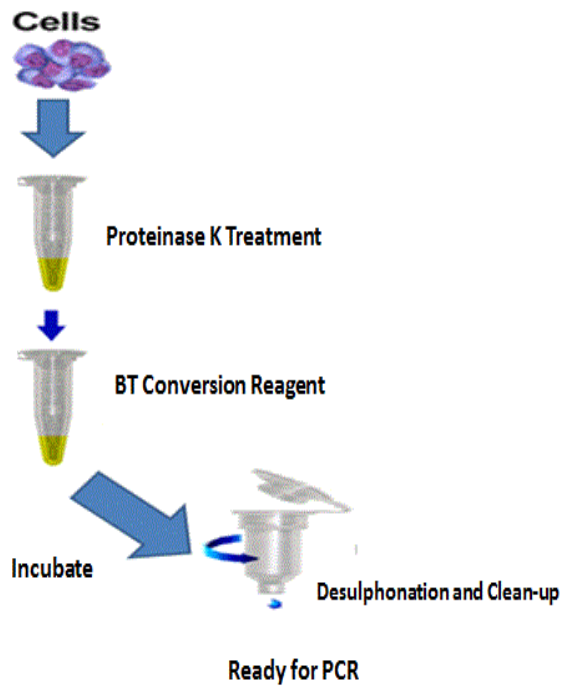 Cells
Proteinase K Treatment
BT Conversion Reagent
Incubate
Desulphonation and Clean-up
Ready for PCR